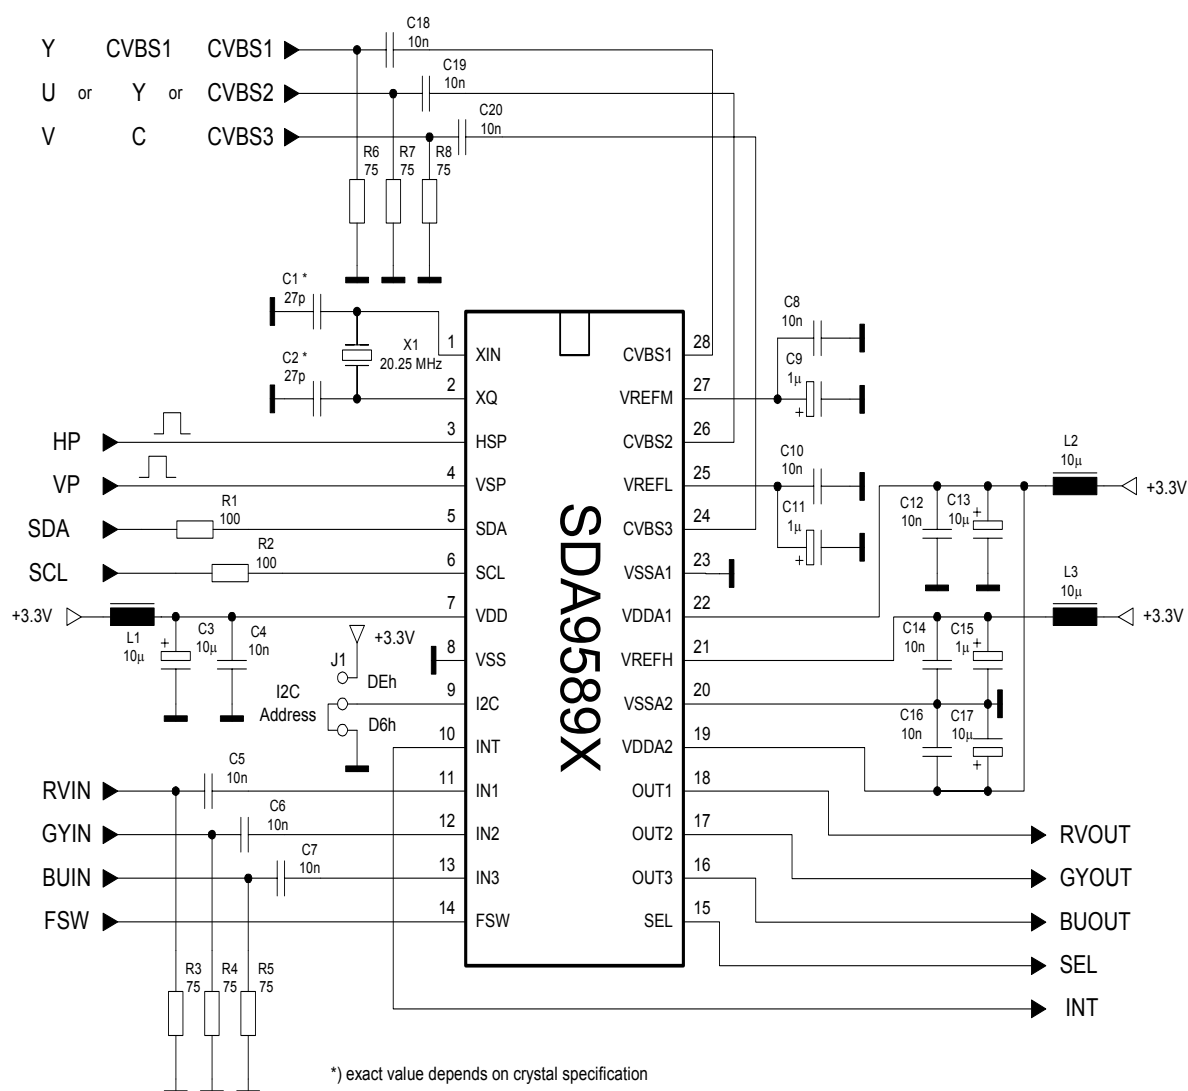 C18
10n
Y CVBS1 CVBS1
C19
10n
U or Y or CVBS2
C20
10n
V C CVBS3
R6 R7 R8
75 75 75
C1 *
27p
X1
20.25 MHz
C2 *
27p
C8
10n
C9
1µ
+
C10
10n
C11
1µ
+
1 XIN
2 XQ
3 HSP
4 VSP
5 SDA
6 SCL
7 VDD
8 VSS
9 I2C
10 INT
11 IN1
12 IN2
13 IN3
14 FSW
SDA9589X
CVBS1 28
VREFM 27
CVBS2 26
VREFL 25
CVBS3 24
VSSA1 23
VDDA1 22
VREFH 21
VSSA2 20
VDDA2 19
OUT1 18
OUT2 17
OUT3 16
SEL 15
HP
VP
SDA
R1
100
SCL
R2
100
+3.3V
L1
10µ
+
C3
10µ
C4
10n
J1
+3.3V
DEh
I2C
Address
D6h
L2
10µ
+3.3V
C12
10n
C13
10µ
+
L3
10µ
+3.3V
C14
10n
C15
1µ
+
C16
10n
C17
10µ
+
RVIN
C5
10n
GYIN
C6
10n
BUIN
C7
10n
FSW
R3 R4 R5
75 75 75
RVOUT
GYOUT
BUOUT
SEL
INT
*) exact value depends on crystal specification